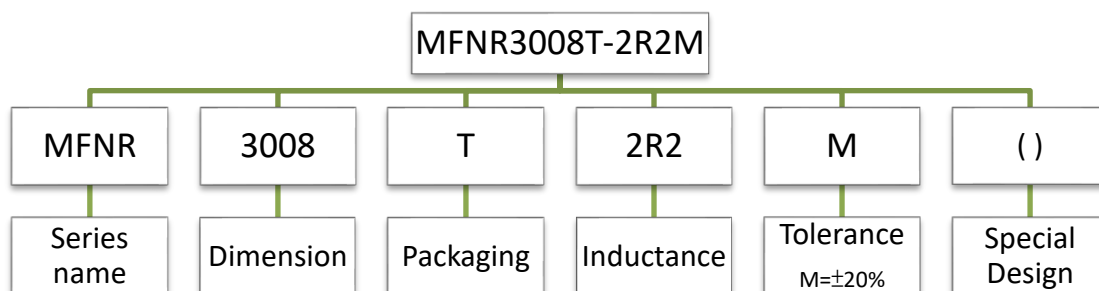 MFNR3008T-2R2M
MFNR
3008
T
2R2
M
( )
Series
name
Dimension
Packaging
Inductance
Tolerance
M=±20%
Special
Design